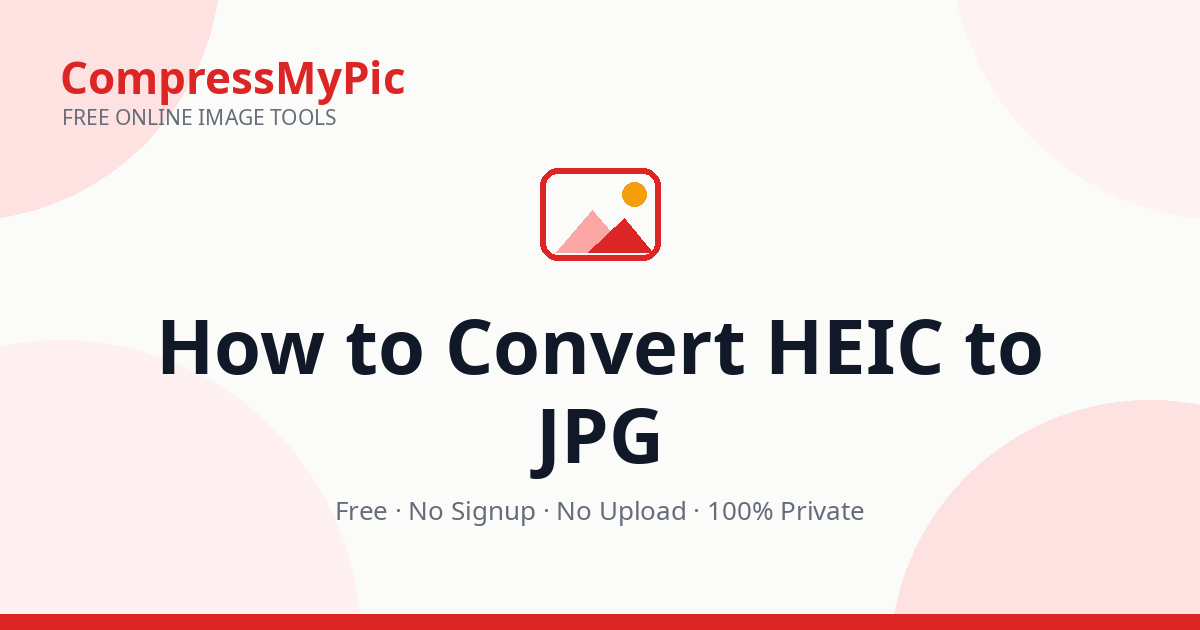 CompressMyPic
FREE ONLINE IMAGE TOOLS
How to Convert HEIC to
JPG
Free · No Signup · No Upload · 100% Private